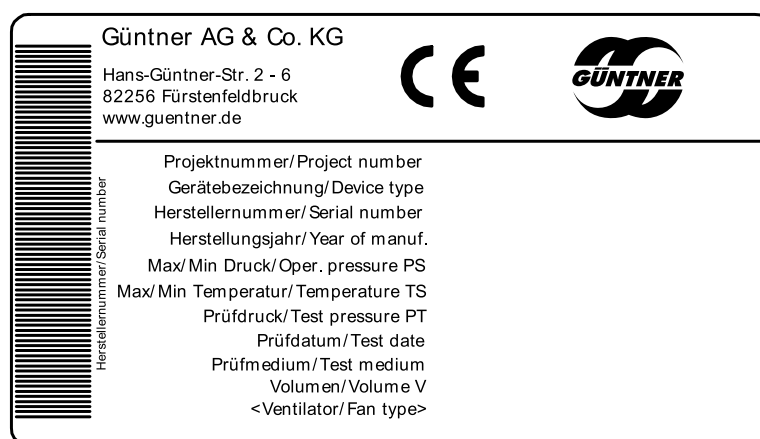 Güntner AG & Co. KG
Hans-Güntner-Str. 2 - 6
82256 Fürstenfeldbruck
www.guentner.de
CE
GÜNTNER
Herstellernummer/Serial number
Projektnummer/Project number
Gerätebezeichnung/Device type
Herstellernummer/Serial number
Herstellungsjahr/Year of manuf.
Max/Min Druck/Oper. pressure PS
Max/Min Temperatur/Temperature TS
Prüfdruck/Test pressure PT
Prüfdatum/Test date
Prüfmedium/Test medium
Volumen/Volume V
<Ventilator/Fan type>